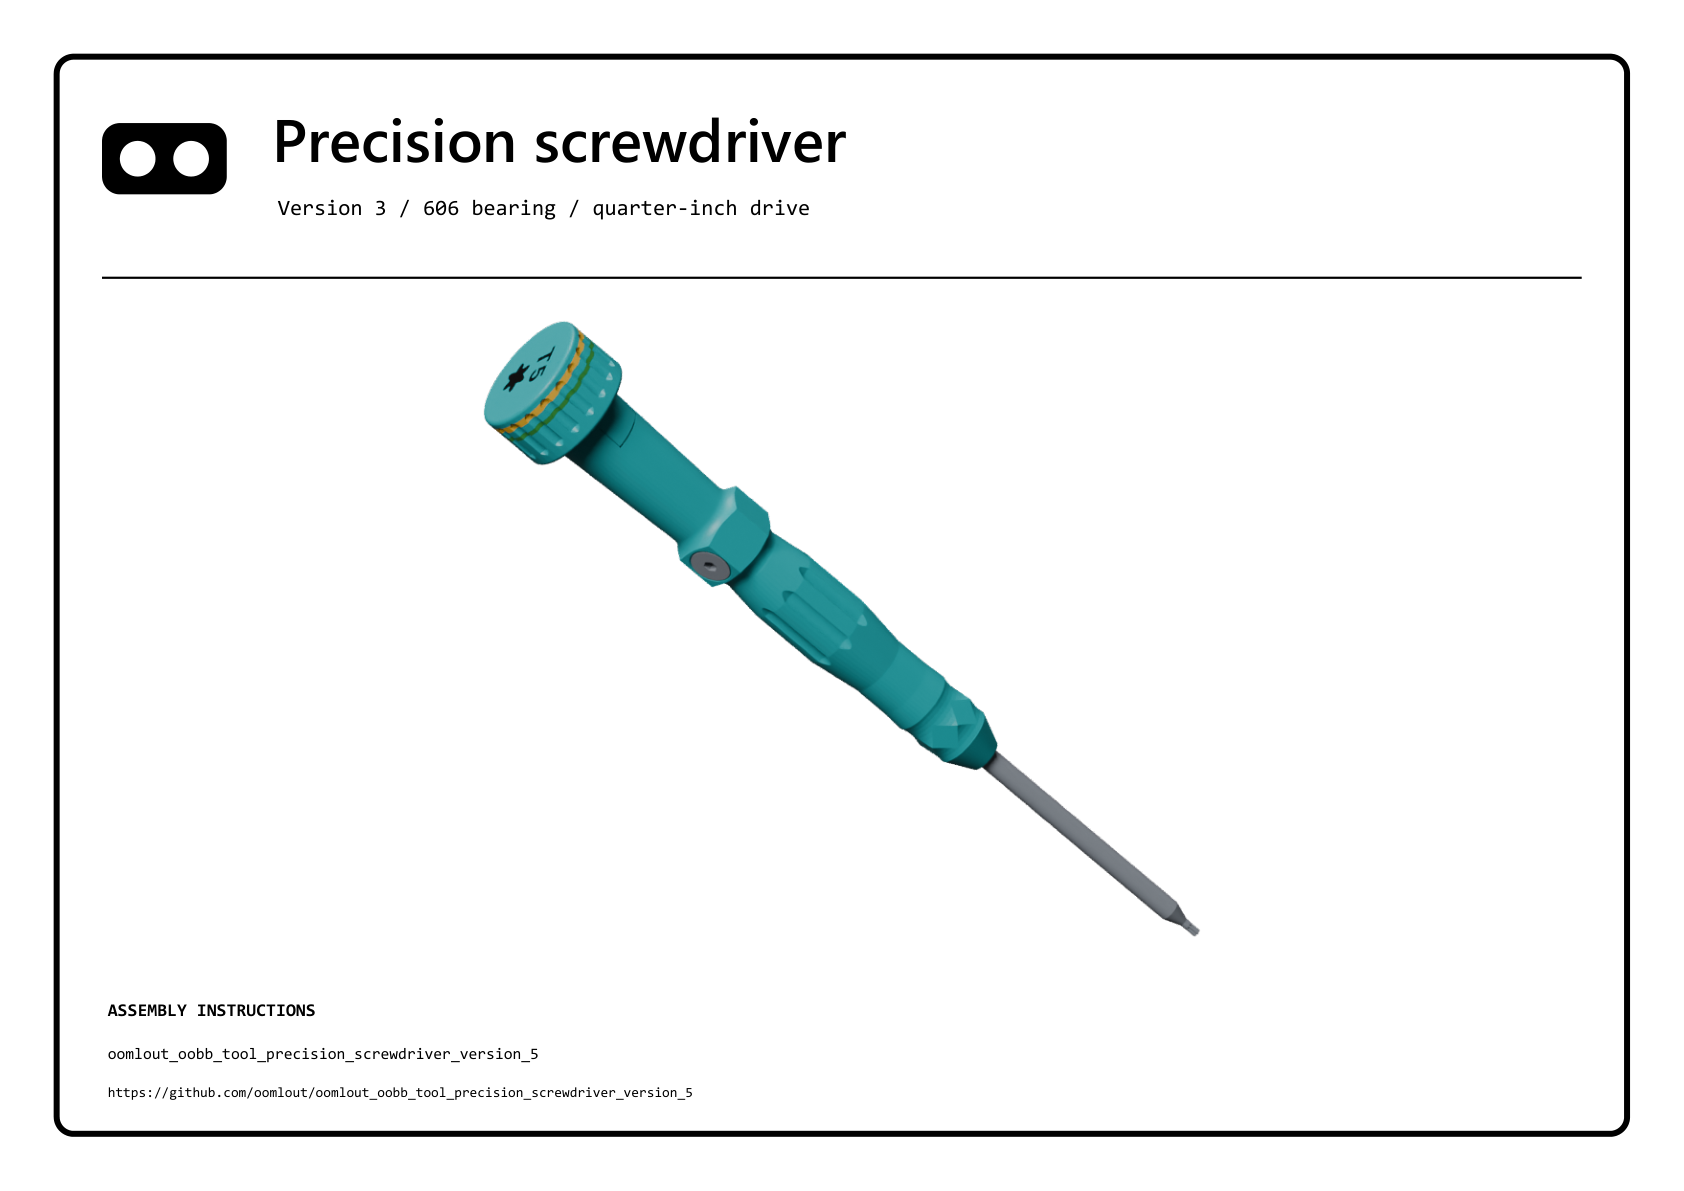 Precision screwdriver
Version 3 / 606 bearing / quarter-inch drive
T5
ASSEMBLY INSTRUCTIONS
oomlout_oobb_tool_precision_screwdriver_version_5
https://github.com/oomlout/oomlout_oobb_tool_precision_screwdriver_version_5